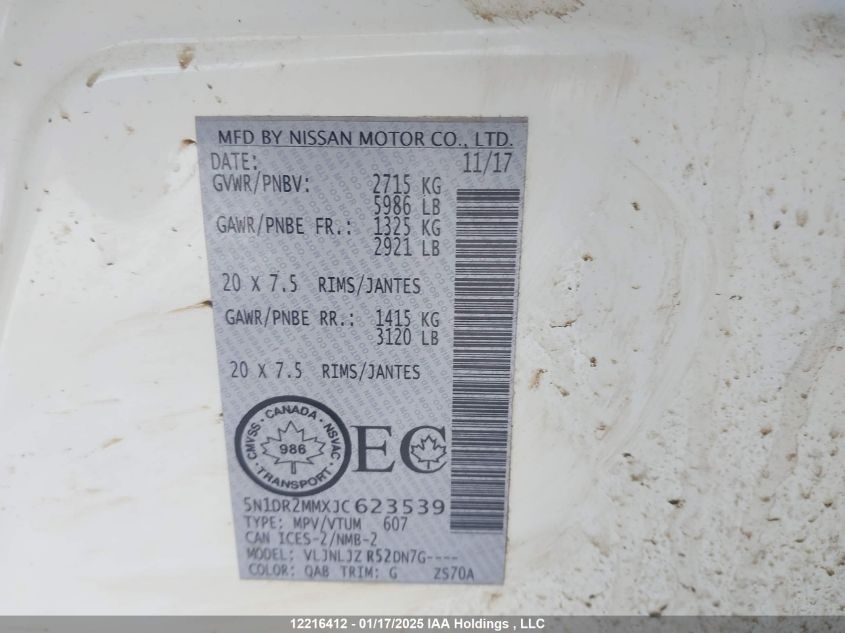 MFD BY NISSAN MOTOR CO., LTD.
DATE: 11/17
GVWR/PNBV: 2715 KG
5986 LB
GAWR/PNBE FR.: 1325 KG
2921 LB
20 X 7.5 RIMS/JANTES
GAWR/PNBE RR.: 1415 KG
3120 LB
20 X 7.5 RIMS/JANTES
CMVSS - CANADA - NSVAC
986
TRANSPORT
EC
5N1DR2MMXJC623539
TYPE: MPV/VTUM 607
CAN ICES-2/NMB-2
MODEL: VLJNLJZ R52DN7G----
COLOR: QAB TRIM: G ZS70A
12216412 - 01/17/2025 IAA Holdings , LLC